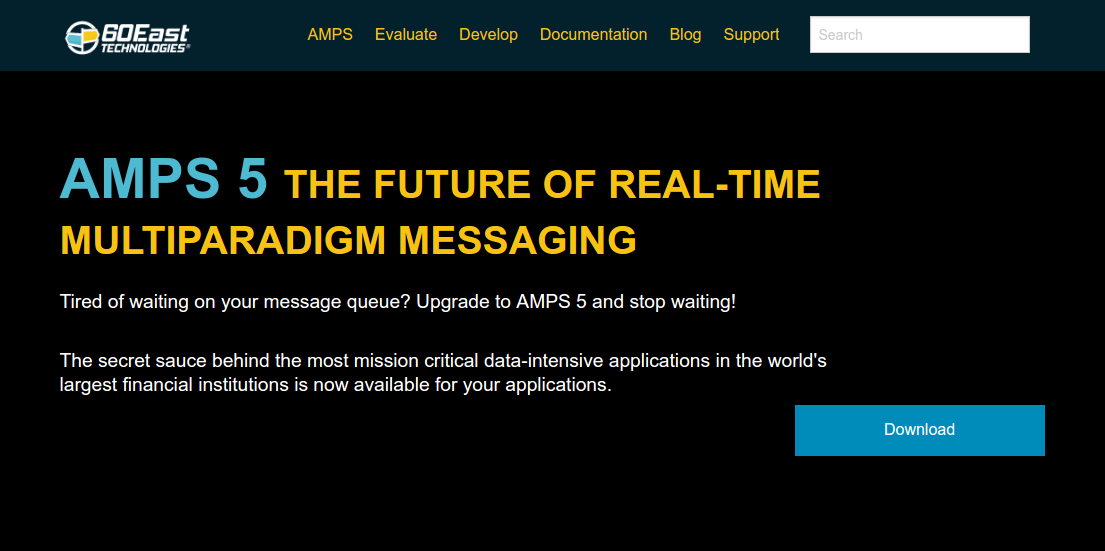 60East
TECHNOLOGIES®
AMPS Evaluate Develop Documentation Blog Support Search
AMPS 5 THE FUTURE OF REAL-TIME
MULTIPARADIGM MESSAGING
Tired of waiting on your message queue? Upgrade to AMPS 5 and stop waiting!
The secret sauce behind the most mission critical data-intensive applications in the world's
largest financial institutions is now available for your applications.
Download